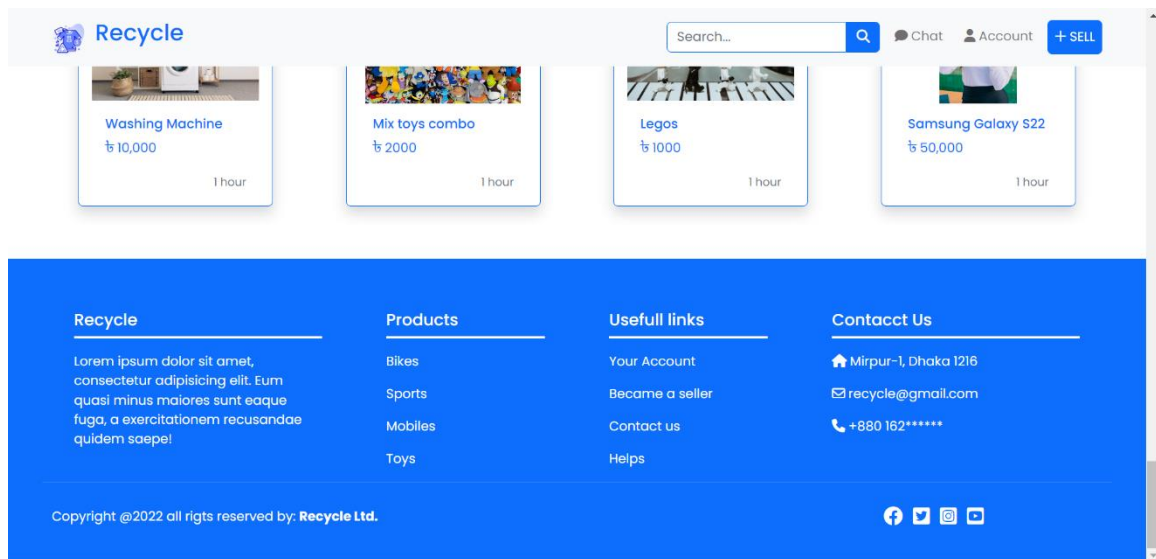 Recycle
Search...
Chat
Account
+ SELL
Washing Machine
৳ 10,000
1 hour
Mix toys combo
৳ 2000
1 hour
Legos
৳ 1000
1 hour
Samsung Galaxy S22
৳ 50,000
1 hour
Recycle
Lorem ipsum dolor sit amet,
consectetur adipisicing elit. Eum
quasi minus maiores sunt eaque
fuga, a exercitationem recusandae
quidem saepe!
Products
Bikes
Sports
Mobiles
Toys
Usefull links
Your Account
Became a seller
Contact us
Helps
Contacct Us
Mirpur-1, Dhaka 1216
recycle@gmail.com
+880 162******
Copyright @2022 all rigts reserved by: Recycle Ltd.